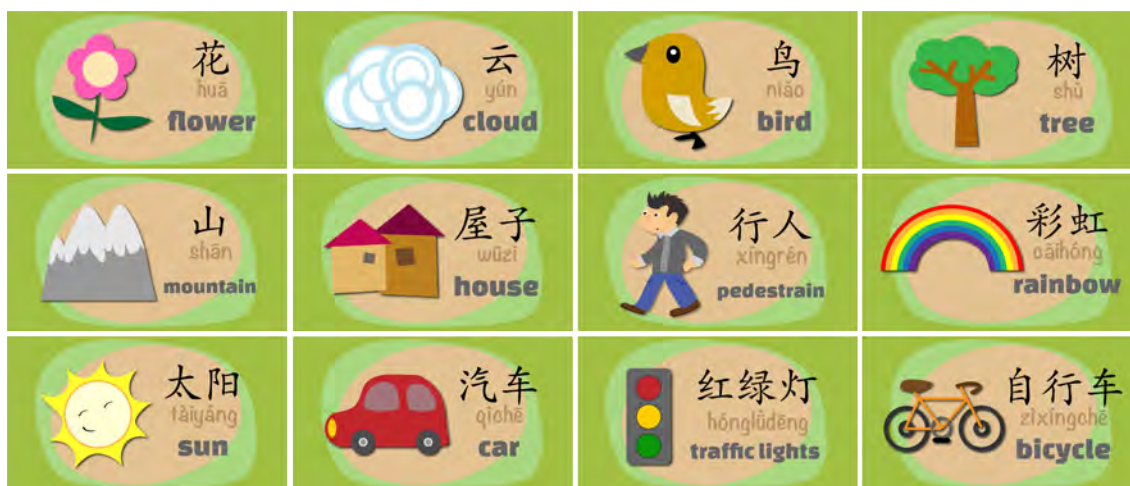 花
huā
flower
云
yún
cloud
鸟
niǎo
bird
树
shù
tree
山
shān
mountain
屋子
wūzi
house
行人
xíngrén
pedestrain
彩虹
cǎihóng
rainbow
太阳
tàiyáng
sun
汽车
qìchē
car
红绿灯
hónglǜdēng
traffic lights
自行车
zìxíngchē
bicycle